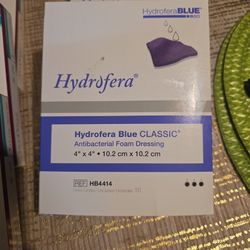 HydroferaBLUE
Hydrofera®
Hydrofera Blue CLASSIC®
Antibacterial Foam Dressing
4" x 4" • 10.2 cm x 10.2 cm
REF HB4414